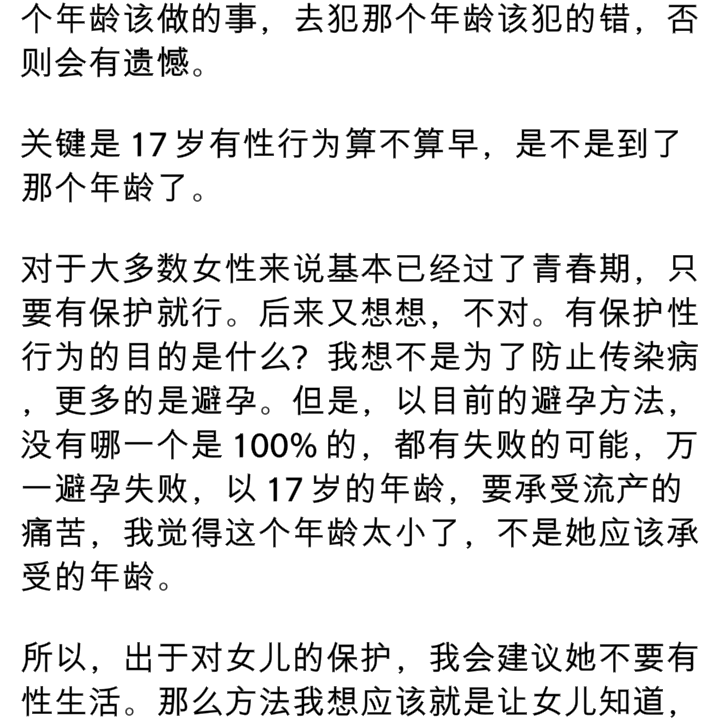 个年龄该做的事，去犯那个年龄该犯的错，否
则会有遗憾。
关键是 17 岁有性行为算不算早，是不是到了
那个年龄了。
对于大多数女性来说基本已经过了青春期，只
要有保护就行。后来又想想，不对。有保护性
行为的目的是什么？我想不是为了防止传染病
，更多的是避孕。但是，以目前的避孕方法，
没有哪一个是 100% 的，都有失败的可能，万
一避孕失败，以 17 岁的年龄，要承受流产的
痛苦，我觉得这个年龄太小了，不是她应该承
受的年龄。
所以，出于对女儿的保护，我会建议她不要有
性生活。那么方法我想应该就是让女儿知道，